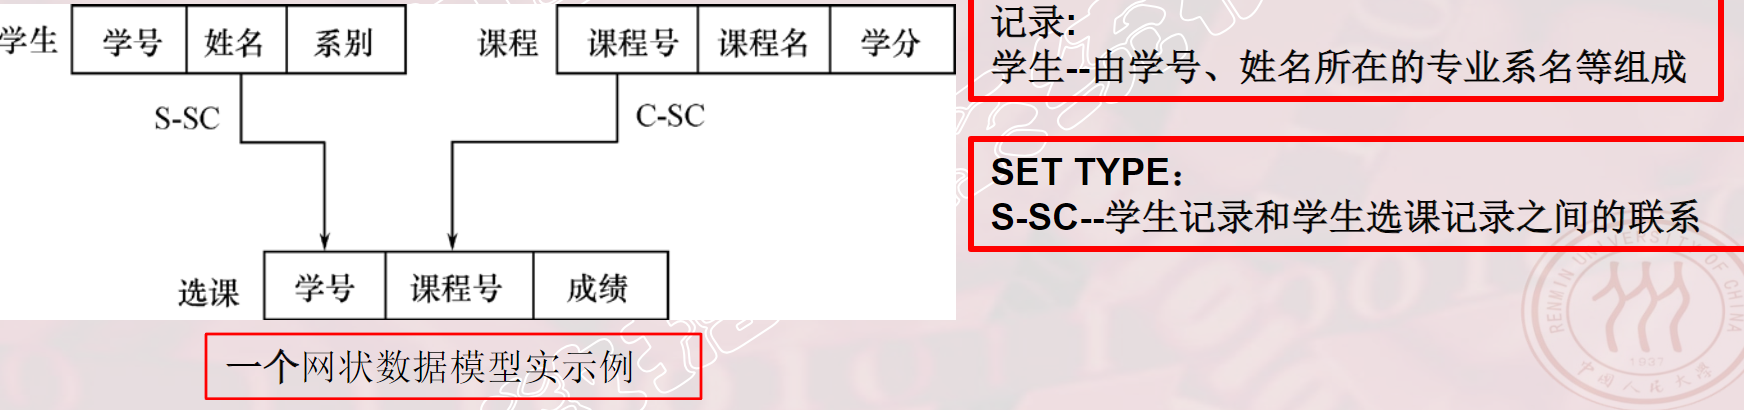 学生 学号 姓名 系别
课程 课程号 课程名 学分
S-SC
C-SC
选课 学号 课程号 成绩
一个网状数据模型实示例
记录:
学生--由学号、姓名所在的专业系名等组成
SET TYPE：
S-SC--学生记录和学生选课记录之间的联系
RENMIN UNIVERSITY OF CHINA
1937
中国人民大学